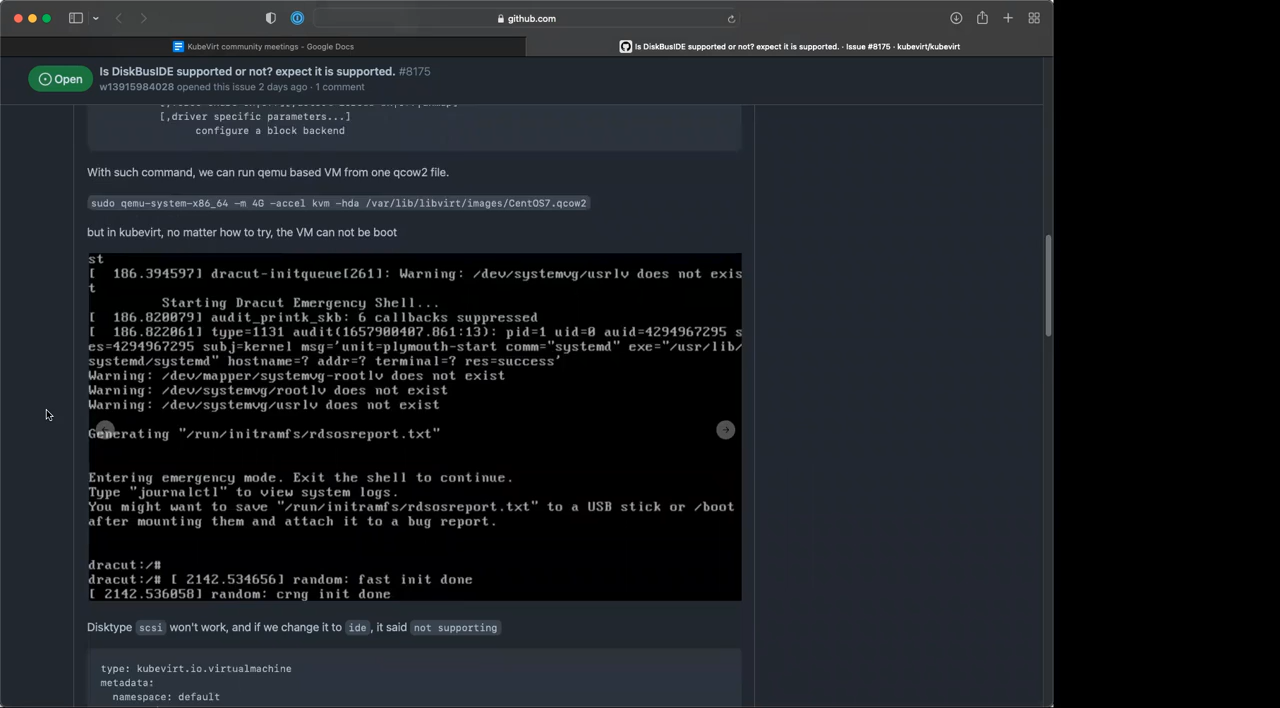 github.com
KubeVirt community meetings - Google Docs
Is DiskBusIDE supported or not? expect it is supported. · Issue #8175 · kubevirt/kubevirt
Open
Is DiskBusIDE supported or not? expect it is supported. #8175
w13915984028 opened this issue 2 days ago · 1 comment
[,driver specific parameters...]
configure a block backend
With such command, we can run qemu based VM from one qcow2 file.
sudo qemu-system-x86_64 -m 4G -accel kvm -hda /var/lib/libvirt/images/CentOS7.qcow2
but in kubevirt, no matter how to try, the VM can not be boot
st
[  186.394597] dracut-initqueue[261]: Warning: /dev/systemvg/usrlv does not exis
t
Starting Dracut Emergency Shell...
[  186.820079] audit_printk_skb: 6 callbacks suppressed
[  186.822061] type=1131 audit(1657900407.861:13): pid=1 uid=0 auid=4294967295 s
es=4294967295 subj=kernel msg='unit=plymouth-start comm="systemd" exe="/usr/lib/
systemd/systemd" hostname=? addr=? terminal=? res=success'
Warning: /dev/mapper/systemvg-rootlv does not exist
Warning: /dev/systemvg/rootlv does not exist
Warning: /dev/systemvg/usrlv does not exist
Generating "/run/initramfs/rdsosreport.txt"
Entering emergency mode. Exit the shell to continue.
Type "journalctl" to view system logs.
You might want to save "/run/initramfs/rdsosreport.txt" to a USB stick or /boot
after mounting them and attach it to a bug report.
dracut:/#
dracut:/# [ 2142.534656] random: fast init done
[ 2142.536058] random: crng init done
Disktype scsi won't work, and if we change it to ide, it said not supporting
type: kubevirt.io.virtualmachine
metadata:
namespace: default